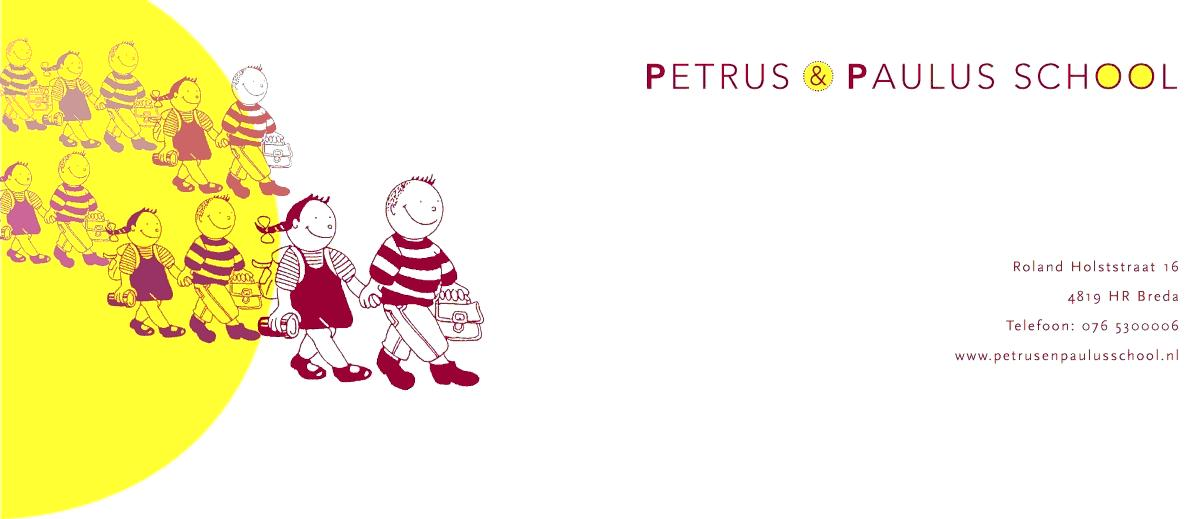 PETRUS & PAULUS SCHOOL
Roland Holststraat 16
4819 HR Breda
Telefoon: 076 5300006
www.petrusenpaulusschool.nl